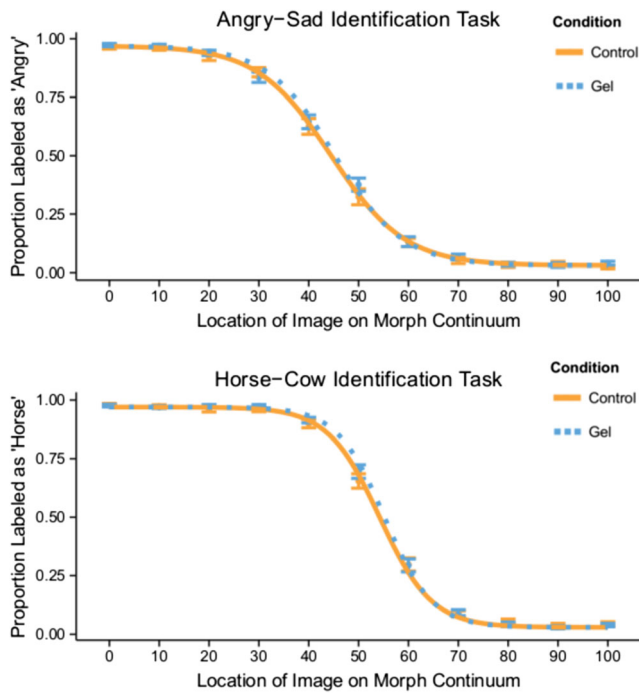 Angry−Sad Identification Task
Condition
Control
Gel
Proportion Labeled as 'Angry'
1.00
0.75
0.50
0.25
0.00
0 10 20 30 40 50 60 70 80 90 100
Location of Image on Morph Continuum
Horse−Cow Identification Task
Condition
Control
Gel
Proportion Labeled as 'Horse'
1.00
0.75
0.50
0.25
0.00
0 10 20 30 40 50 60 70 80 90 100
Location of Image on Morph Continuum